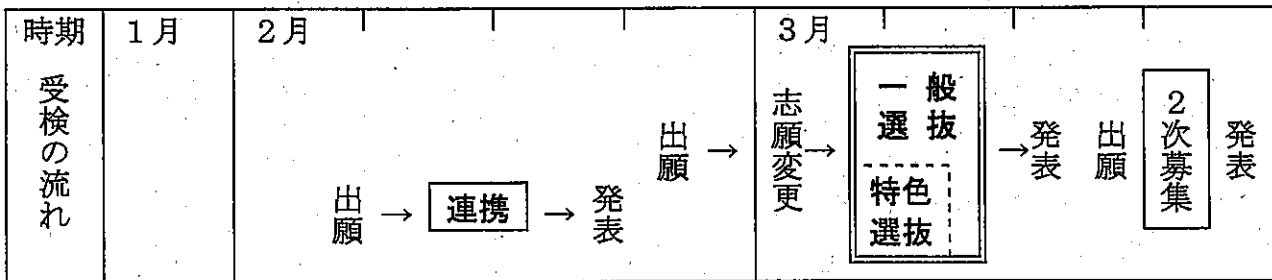 時期 1月 2月 3月
受検の流れ
出願 → 連携 → 発表
出願 → 志願変更 → 一般選抜 特色選抜 → 発表
出願 2次募集 発表